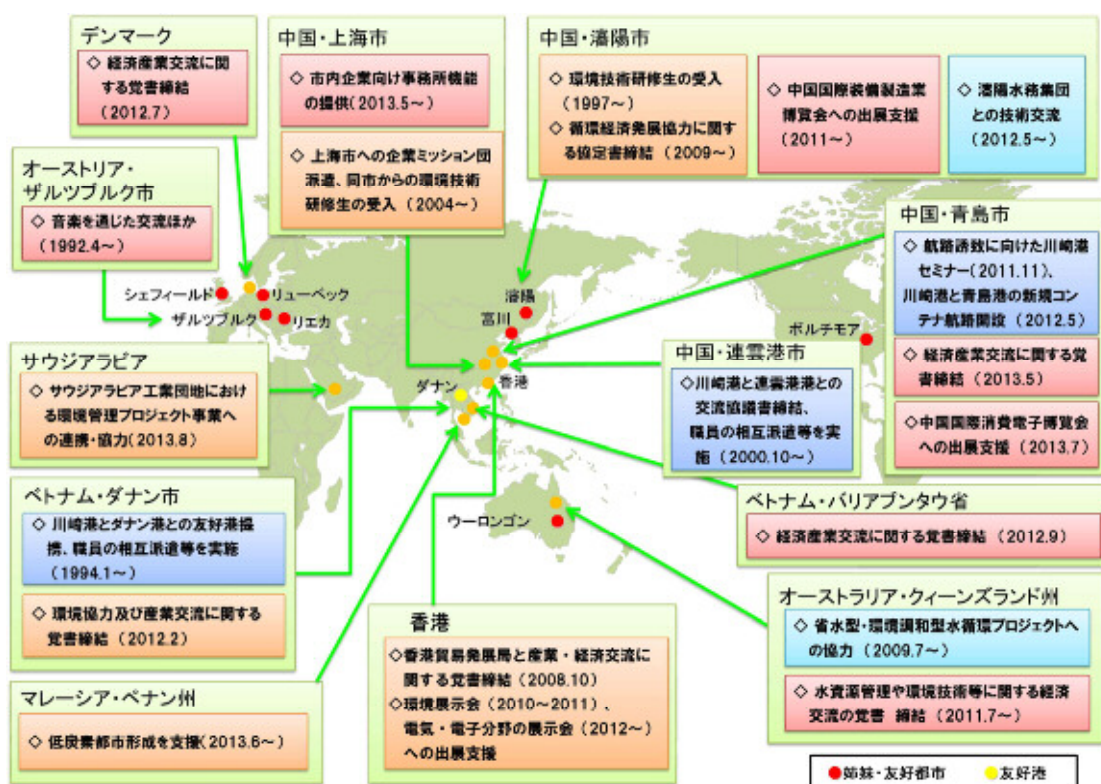 デンマーク
◇ 経済産業交流に関
する覚書締結
(2012.7)
中国・上海市
◇ 市内企業向け事務所機能
の提供(2013.5~)
◇ 上海市への企業ミッション団
派遣、同市からの環境技術
研修生の受入 (2004~)
中国・瀋陽市
◇ 環境技術研修生の受入
(1997~)
◇ 循環経済発展協力に関す
る協定書締結 (2009~)
◇ 中国国際装備製造業
博覧会への出展支援
(2011~)
◇ 瀋陽水務集団
との技術交流
(2012.5~)
オーストリア・
ザルツブルク市
◇ 音楽を通じた交流ほか
(1992.4~)
中国・青島市
◇ 航路誘致に向けた川崎港
セミナー(2011.11)、
川崎港と青島港の新規コン
テナ航路開設 (2012.5)
◇ 経済産業交流に関する覚
書締結 (2013.5)
◇中国国際消費電子博覧会
への出展支援 (2013.7)
シェフィールド
リューベック
ザルツブルク
リエカ
瀋陽
富川
ボルチモア
ダナン
香港
ウーロンゴン
サウジアラビア
◇ サウジアラビア工業団地におけ
る環境管理プロジェクト事業へ
の連携・協力(2013.8)
中国・連雲港市
◇川崎港と連雲港港との
交流協議書締結、
職員の相互派遣等を実
施 (2000.10~)
ベトナム・ダナン市
◇ 川崎港とダナン港との友好港提
携、職員の相互派遣等を実施
(1994.1~)
◇ 環境協力及び産業交流に関する
覚書締結 (2012.2)
ベトナム・バリアブンタウ省
◇ 経済産業交流に関する覚書締結 (2012.9)
香港
◇香港貿易発展局と産業・経済交流に
関する覚書締結 (2008.10)
◇環境展示会 (2010~2011)、
電気・電子分野の展示会 (2012~)
への出展支援
オーストラリア・クィーンズランド州
◇ 省水型・環境調和型水循環プロジェクトへ
の協力 (2009.7~)
◇ 水資源管理や環境技術等に関する経済
交流の覚書 締結 (2011.7~)
マレーシア・ペナン州
◇ 低炭素都市形成を支援(2013.6~)
●姉妹・友好都市 ●友好港